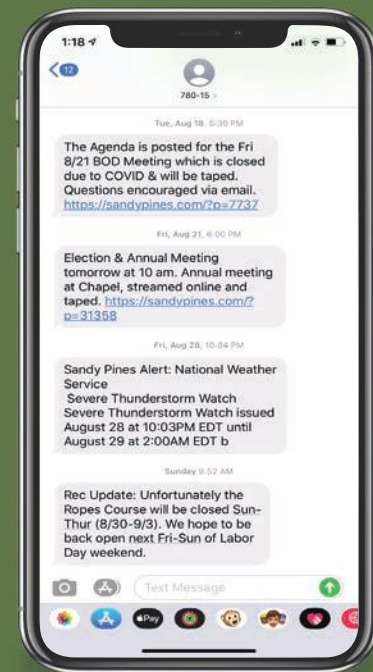 1:18
12
780-15 >
Tue, Aug 18, 5:30 PM
The Agenda is posted for the Fri
8/21 BOD Meeting which is closed
due to COVID & will be taped.
Questions encouraged via email.
https://sandypines.com/?p=7737
Fri, Aug 21, 6:00 PM
Election & Annual Meeting
tomorrow at 10 am. Annual meeting
at Chapel, streamed online and
taped. https://sandypines.com/?
p=31358
Fri, Aug 28, 10:04 PM
Sandy Pines Alert: National Weather
Service
Severe Thunderstorm Watch
Severe Thunderstorm Watch issued
August 28 at 10:03PM EDT until
August 29 at 2:00AM EDT b
Sunday 9:52 AM
Rec Update: Unfortunately the
Ropes Course will be closed Sun-
Thur (8/30-9/3). We hope to be
back open next Fri-Sun of Labor
Day weekend.
Text Message
Pay